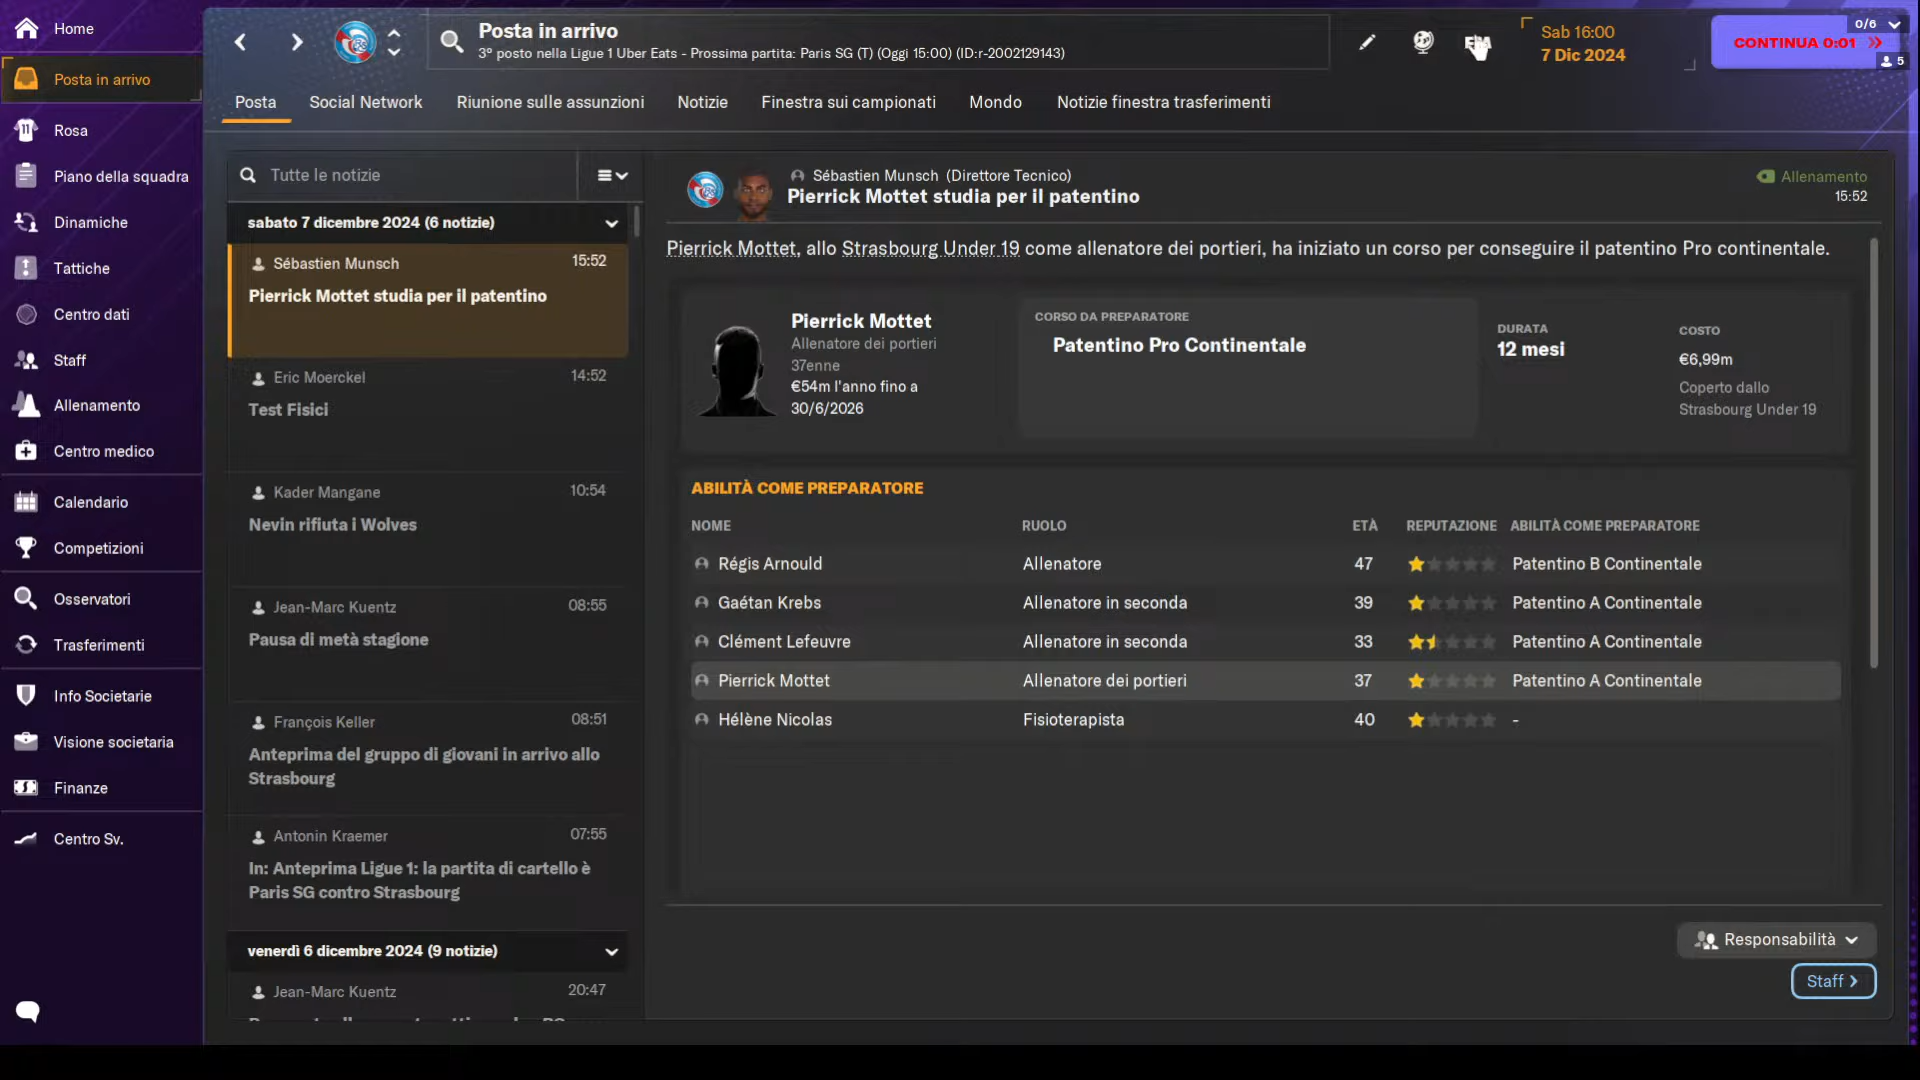 Home
Posta in arrivo
Rosa
Piano della squadra
Dinamiche
Tattiche
Centro dati
Staff
Allenamento
Centro medico
Calendario
Competizioni
Osservatori
Trasferimenti
Info Societarie
Visione societaria
Finanze
Centro Sv.
Posta in arrivo
3º posto nella Ligue 1 Uber Eats - Prossima partita: Paris SG (T) (Oggi 15:00) (ID:r-2002129143)
Sab 16:00
7 Dic 2024
CONTINUA 0:01
0/6
5
Posta
Social Network
Riunione sulle assunzioni
Notizie
Finestra sui campionati
Mondo
Notizie finestra trasferimenti
Tutte le notizie
sabato 7 dicembre 2024 (6 notizie)
Sébastien Munsch 15:52
Pierrick Mottet studia per il patentino
Eric Moerckel 14:52
Test Fisici
Kader Mangane 10:54
Nevin rifiuta i Wolves
Jean-Marc Kuentz 08:55
Pausa di metà stagione
François Keller 08:51
Anteprima del gruppo di giovani in arrivo allo
Strasbourg
Antonin Kraemer 07:55
In: Anteprima Ligue 1: la partita di cartello è
Paris SG contro Strasbourg
venerdì 6 dicembre 2024 (9 notizie)
Jean-Marc Kuentz 20:47
Sébastien Munsch (Direttore Tecnico)
Pierrick Mottet studia per il patentino
Allenamento
15:52
Pierrick Mottet, allo Strasbourg Under 19 come allenatore dei portieri, ha iniziato un corso per conseguire il patentino Pro continentale.
Pierrick Mottet
Allenatore dei portieri
37enne
€54m l'anno fino a
30/6/2026
CORSO DA PREPARATORE
Patentino Pro Continentale
DURATA
12 mesi
COSTO
€6,99m
Coperto dallo
Strasbourg Under 19
ABILITÀ COME PREPARATORE
NOME RUOLO ETÀ REPUTAZIONE ABILITÀ COME PREPARATORE
Régis Arnould Allenatore 47 Patentino B Continentale
Gaétan Krebs Allenatore in seconda 39 Patentino A Continentale
Clément Lefeuvre Allenatore in seconda 33 Patentino A Continentale
Pierrick Mottet Allenatore dei portieri 37 Patentino A Continentale
Hélène Nicolas Fisioterapista 40 -
Responsabilità
Staff